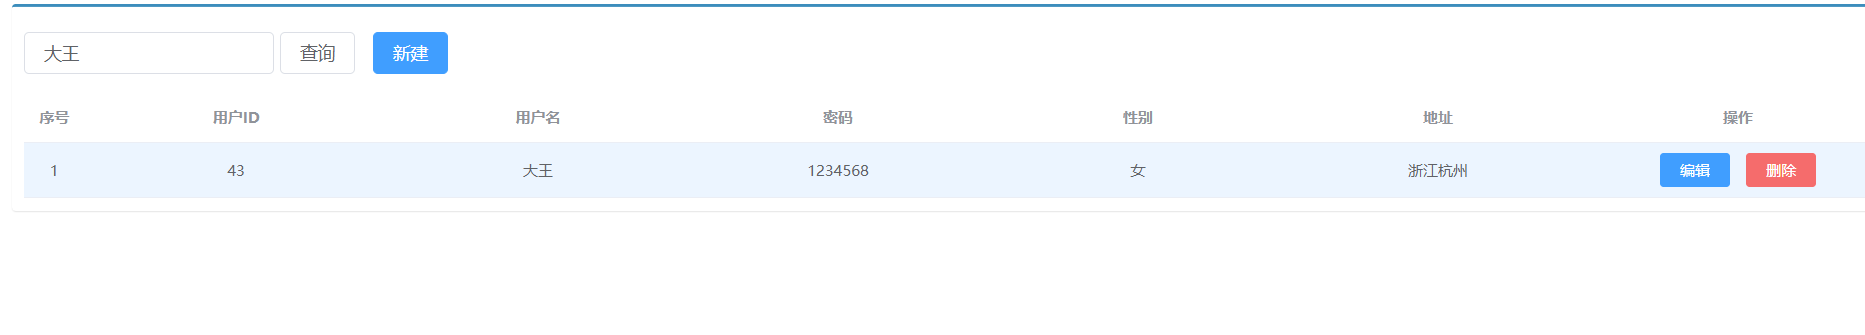 大王 查询 新建
序号 用户ID 用户名 密码 性别 地址 操作
1 43 大王 1234568 女 浙江杭州 编辑 删除